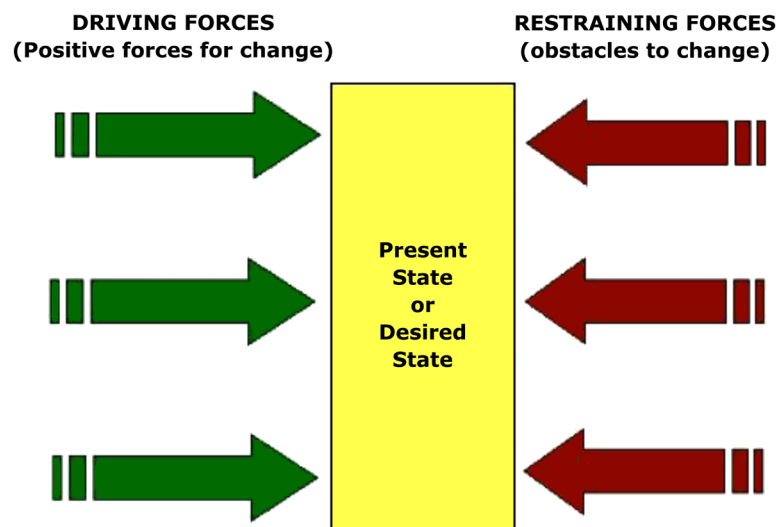 DRIVING FORCES
(Positive forces for change)
RESTRAINING FORCES
(obstacles to change)
Present
State
or
Desired
State